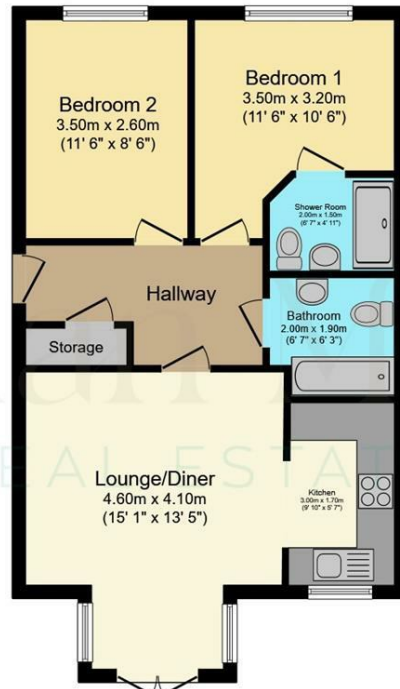 Bedroom 2
3.50m x 2.60m
(11' 6" x 8' 6")
Bedroom 1
3.50m x 3.20m
(11' 6" x 10' 6")
Shower Room
2.00m x 1.50m
(6' 7" x 4' 11")
Hallway
Bathroom
2.00m x 1.90m
(6' 7" x 6' 3")
Storage
Lounge/Diner
4.60m x 4.10m
(15' 1" x 13' 5")
Kitchen
3.00m x 1.70m
(9' 10" x 5' 7")